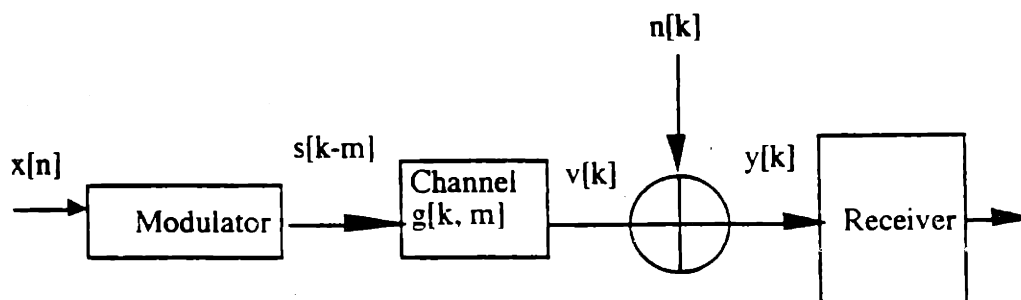 n[k]
x[n]
s[k-m]
v[k]
y[k]
Modulator
Channel
g[k, m]
Receiver